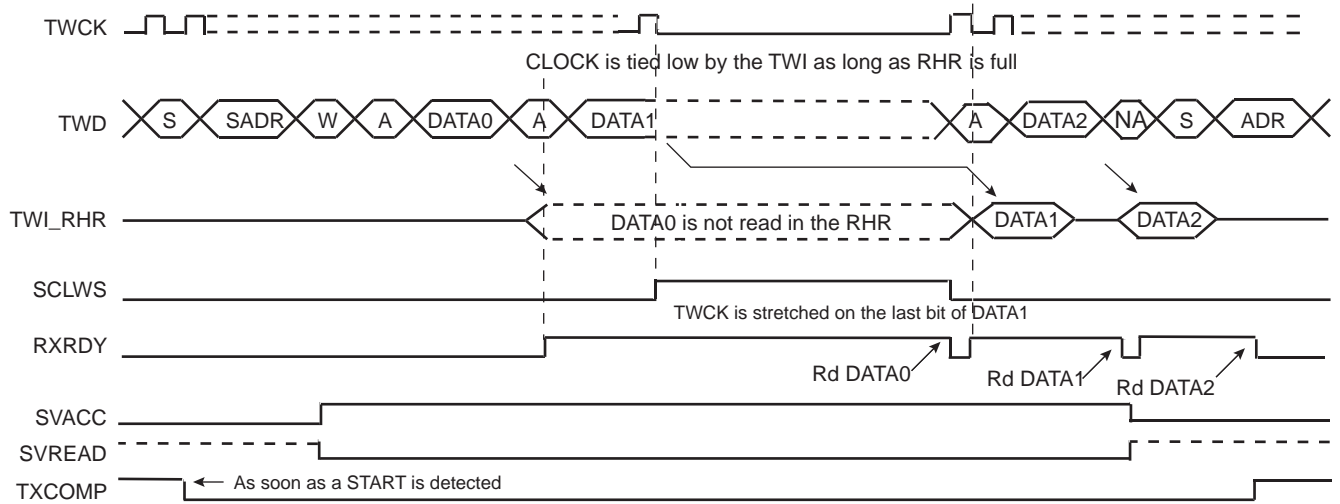 TWCK
CLOCK is tied low by the TWI as long as RHR is full
TWD S SADR W A DATA0 A DATA1 A DATA2 NA S ADR
TWI_RHR DATA0 is not read in the RHR DATA1 DATA2
SCLWS
TWCK is stretched on the last bit of DATA1
RXRDY
Rd DATA0 Rd DATA1 Rd DATA2
SVACC
SVREAD
TXCOMP As soon as a START is detected